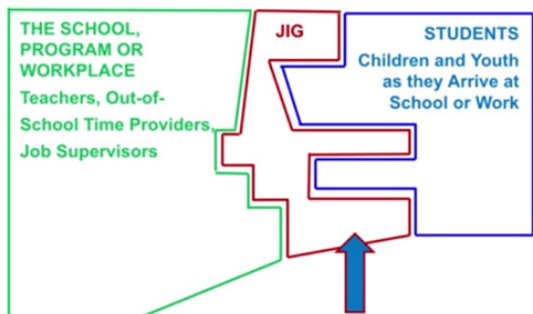 THE SCHOOL,
PROGRAM OR
WORKPLACE
Teachers, Out-of-
School Time Providers,
Job Supervisors
JIG
STUDENTS
Children and Youth
as they Arrive at
School or Work